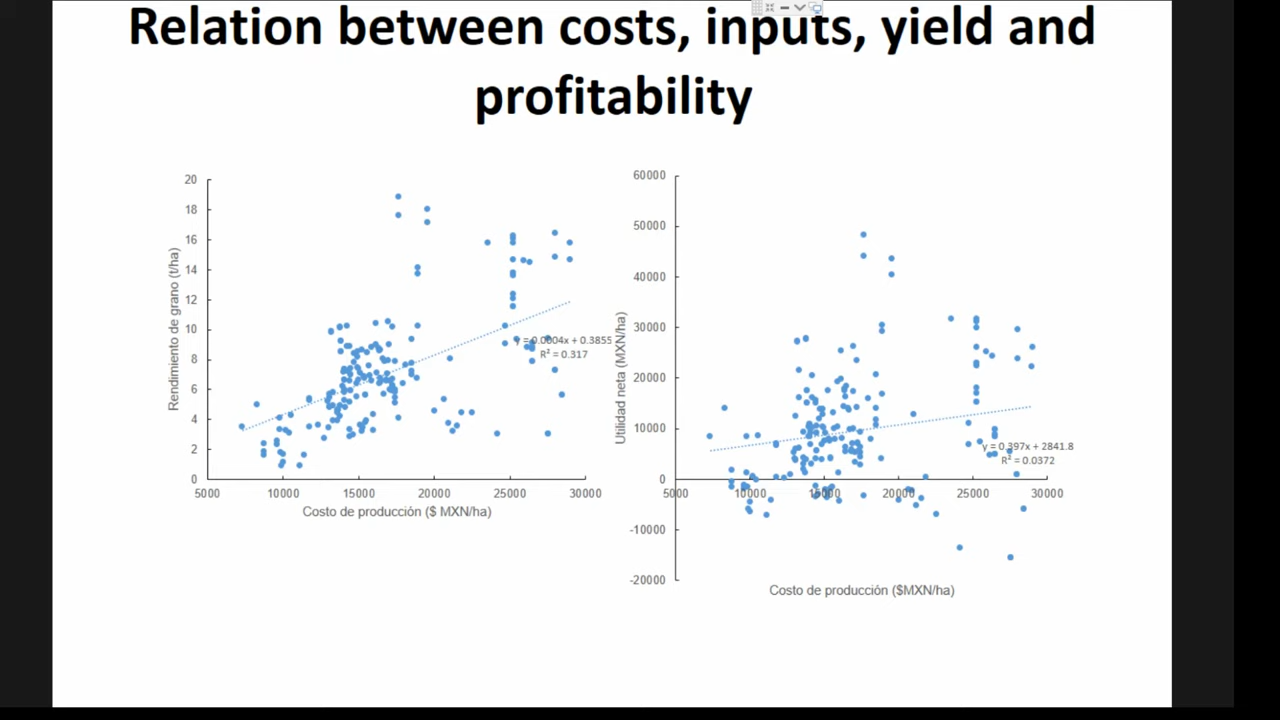 Relation between costs, inputs, yield and
profitability
20
18
16
14
12
10
8
6
4
2
0
5000 10000 15000 20000 25000 30000
Rendimiento de grano (t/ha)
Costo de producción ($ MXN/ha)
y = 0.0004x + 0.3855
R² = 0.317
60000
50000
40000
30000
20000
10000
0
-10000
-20000
5000 10000 15000 20000 25000 30000
Utilidad neta (MXN/ha)
Costo de producción ($MXN/ha)
y = 0.397x + 2841.8
R² = 0.0372